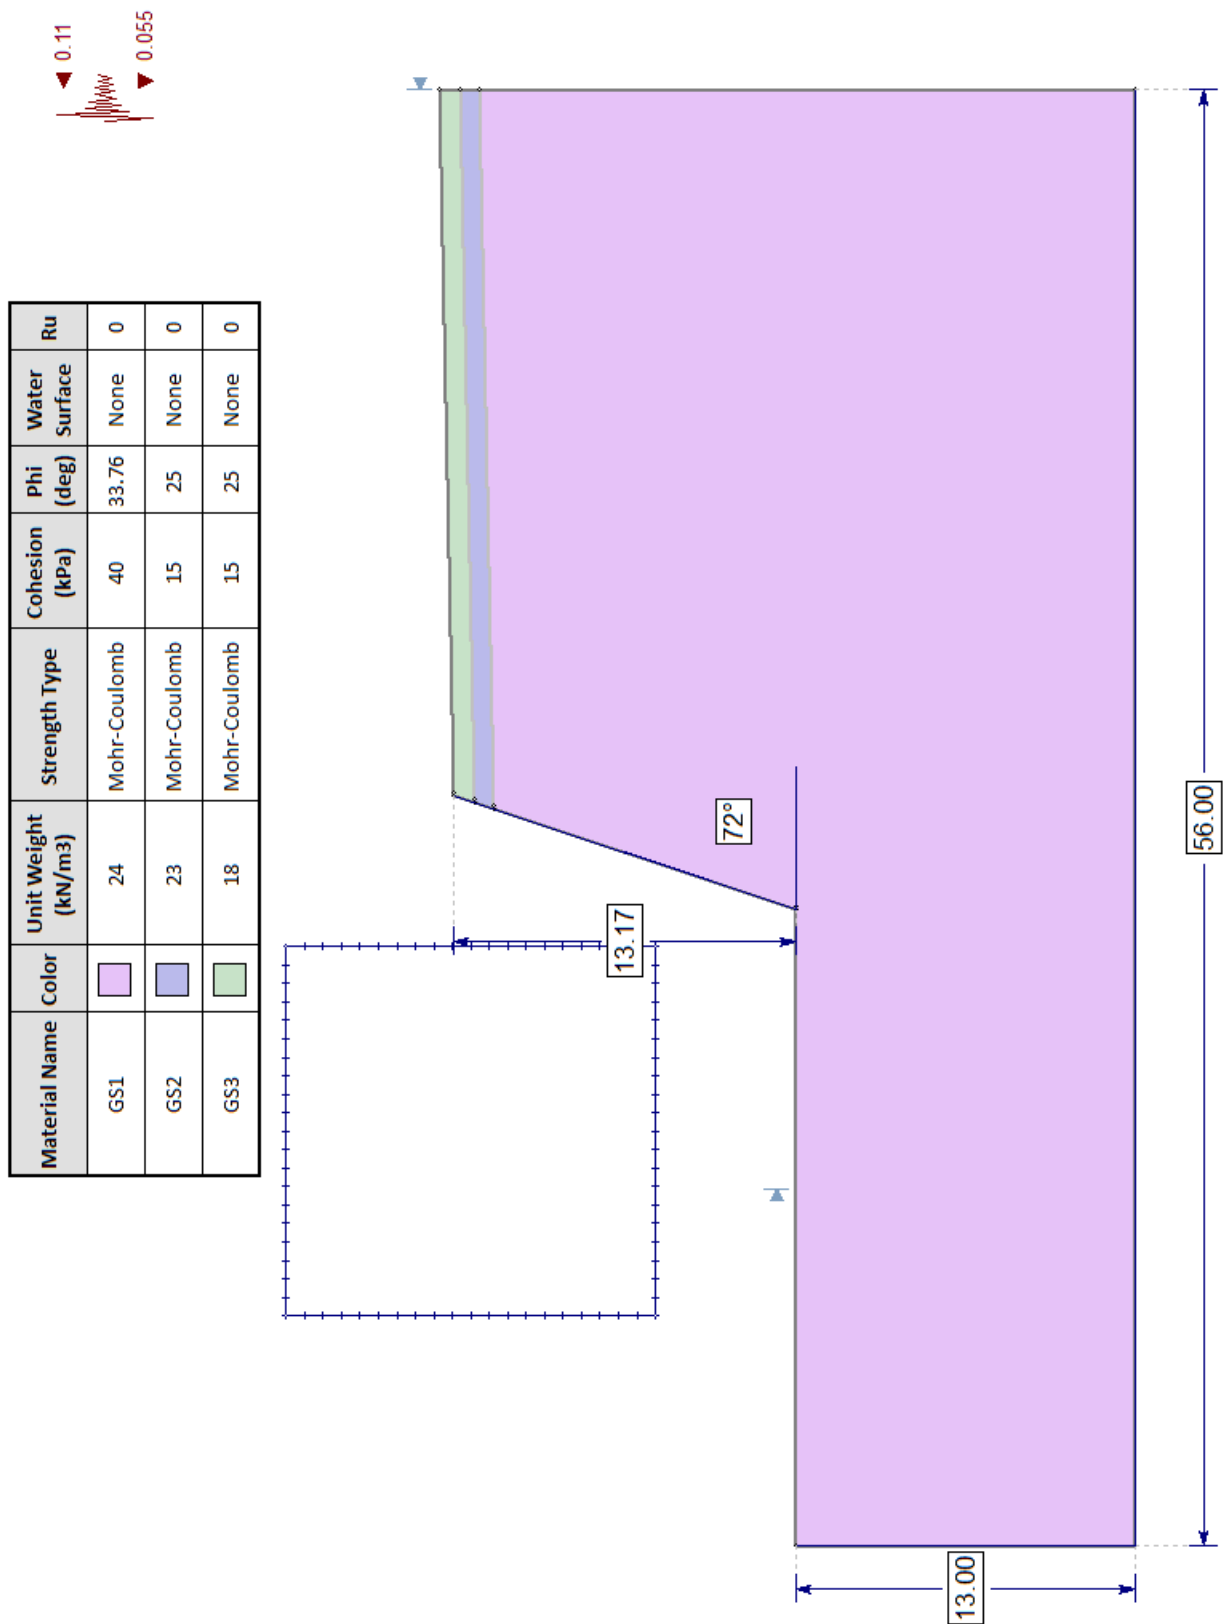 Material Name Color Unit Weight (kN/m3) Strength Type Cohesion (kPa) Phi (deg) Water Surface Ru
GS1 24 Mohr-Coulomb 40 33.76 None 0
GS2 23 Mohr-Coulomb 15 25 None 0
GS3 18 Mohr-Coulomb 15 25 None 0
0.11
0.055
13.17
72°
13.00
56.00